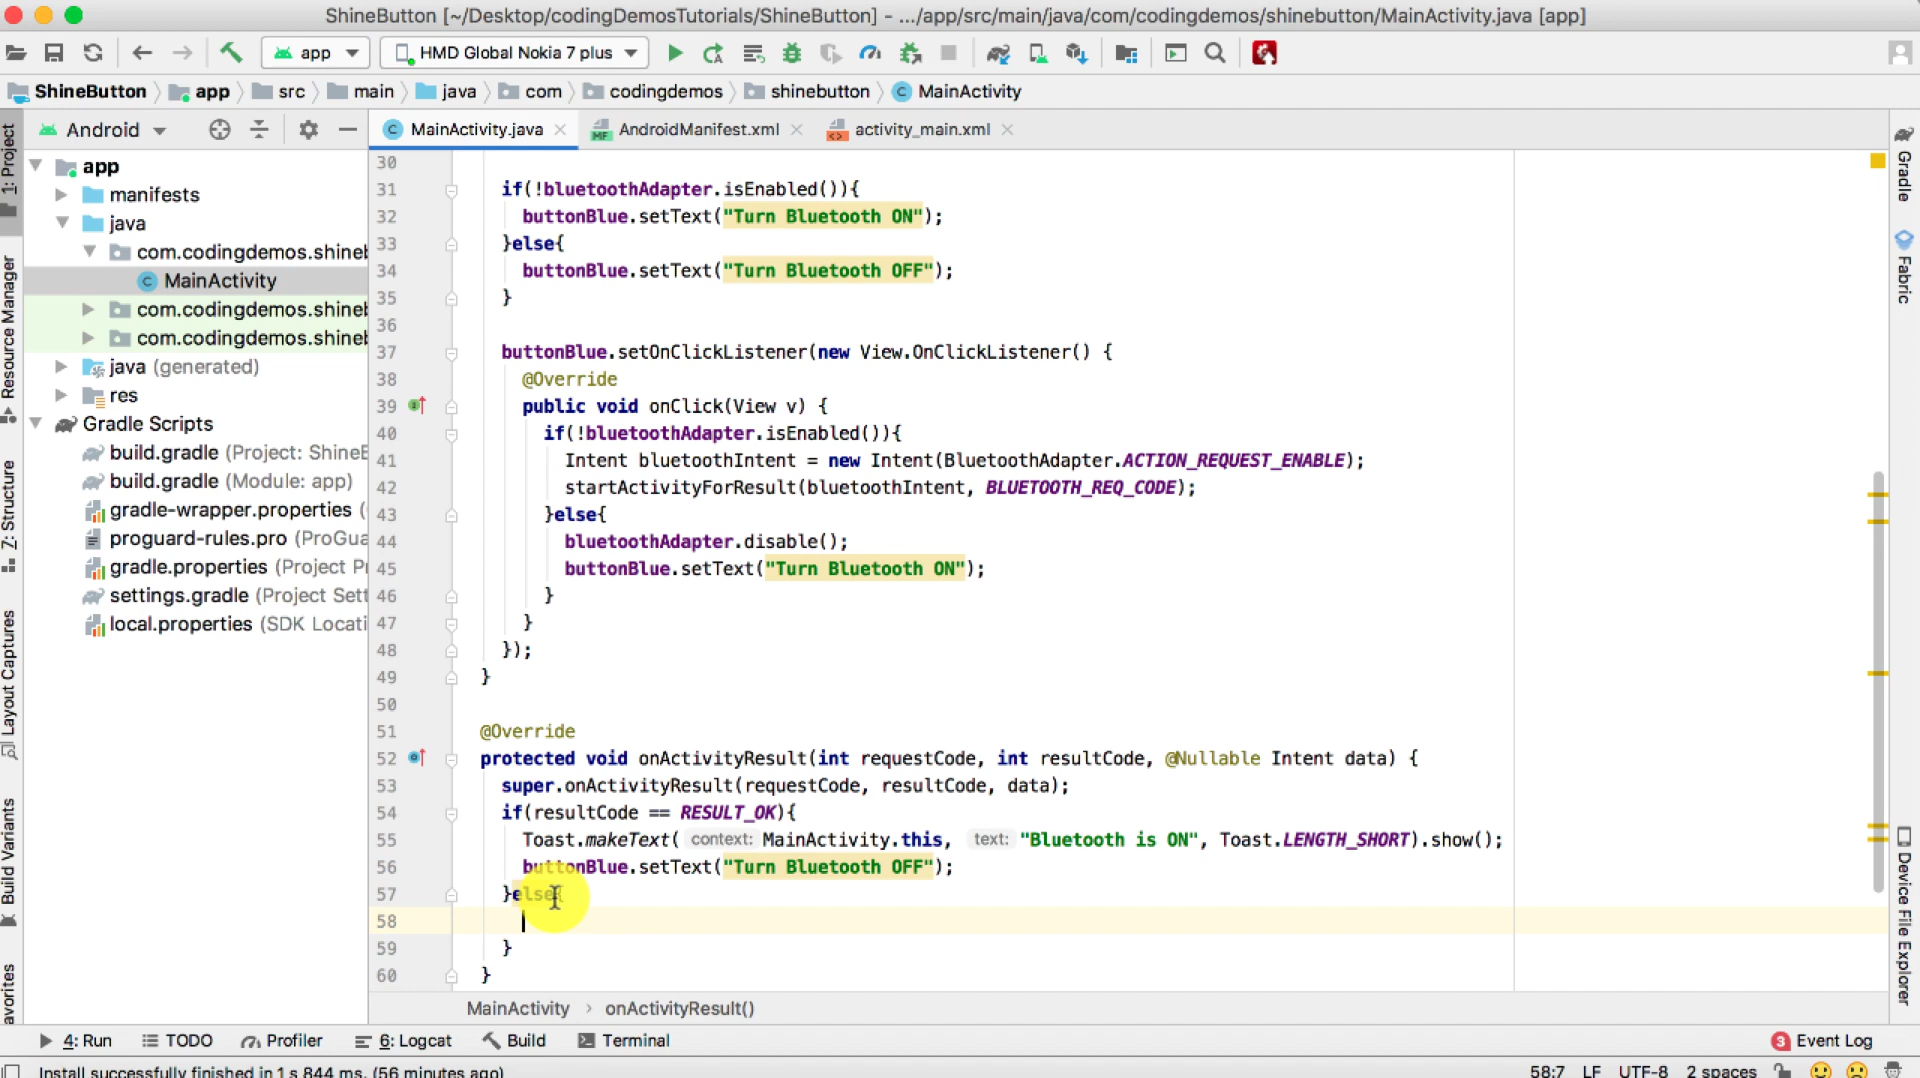 ShineButton [~/Desktop/codingDemosTutorials/ShineButton] - .../app/src/main/java/com/codingdemos/shinebutton/MainActivity.java [app]
app HMD Global Nokia 7 plus
ShineButton app src main java com codingdemos shinebutton MainActivity
Android
MainActivity.java AndroidManifest.xml activity_main.xml
1: Project
Resource Manager
Z: Structure
Layout Captures
Build Variants
avorites
app
manifests
java
com.codingdemos.shineb
MainActivity
com.codingdemos.shineb
com.codingdemos.shineb
java (generated)
res
Gradle Scripts
build.gradle (Project: ShineB
build.gradle (Module: app)
gradle-wrapper.properties (
proguard-rules.pro (ProGua
gradle.properties (Project Pr
settings.gradle (Project Sett
local.properties (SDK Locati
30
31 if(!bluetoothAdapter.isEnabled()){
32 buttonBlue.setText("Turn Bluetooth ON");
33 }else{
34 buttonBlue.setText("Turn Bluetooth OFF");
35 }
36
37 buttonBlue.setOnClickListener(new View.OnClickListener() {
38 @Override
39 public void onClick(View v) {
40 if(!bluetoothAdapter.isEnabled()){
41 Intent bluetoothIntent = new Intent(BluetoothAdapter.ACTION_REQUEST_ENABLE);
42 startActivityForResult(bluetoothIntent, BLUETOOTH_REQ_CODE);
43 }else{
44 bluetoothAdapter.disable();
45 buttonBlue.setText("Turn Bluetooth ON");
46 }
47 }
48 });
49 }
50
51 @Override
52 protected void onActivityResult(int requestCode, int resultCode, @Nullable Intent data) {
53 super.onActivityResult(requestCode, resultCode, data);
54 if(resultCode == RESULT_OK){
55 Toast.makeText( context: MainActivity.this, text: "Bluetooth is ON", Toast.LENGTH_SHORT).show();
56 buttonBlue.setText("Turn Bluetooth OFF");
57 }else{
58
59 }
60 }
MainActivity › onActivityResult()
Gradle
Fabric
Device File Explorer
4: Run TODO Profiler 6: Logcat Build Terminal 3 Event Log
Install successfully finished in 1 s 844 ms. (56 minutes ago) 58:7 LF UTF-8 2 spaces